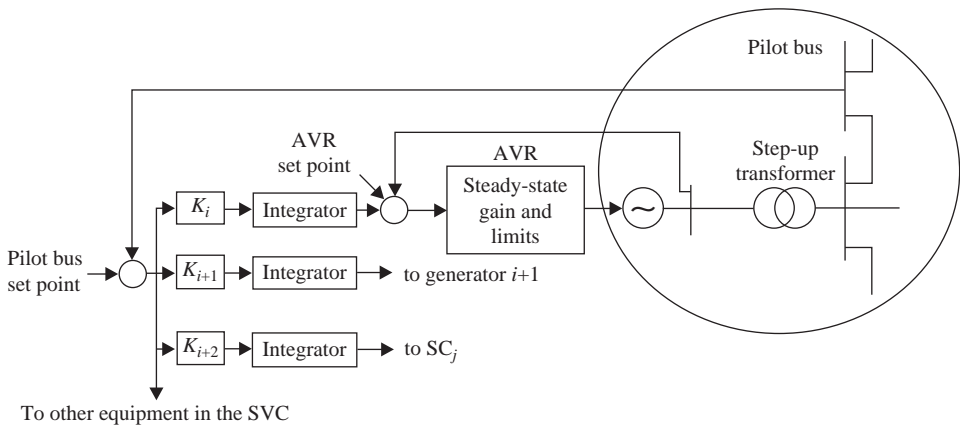 Pilot bus
AVR
set point
AVR
Step-up
transformer
K_i
Integrator
Steady-state
gain and
limits
~
Pilot bus
set point
K_{i+1}
Integrator
to generator i+1
K_{i+2}
Integrator
to SC_j
To other equipment in the SVC